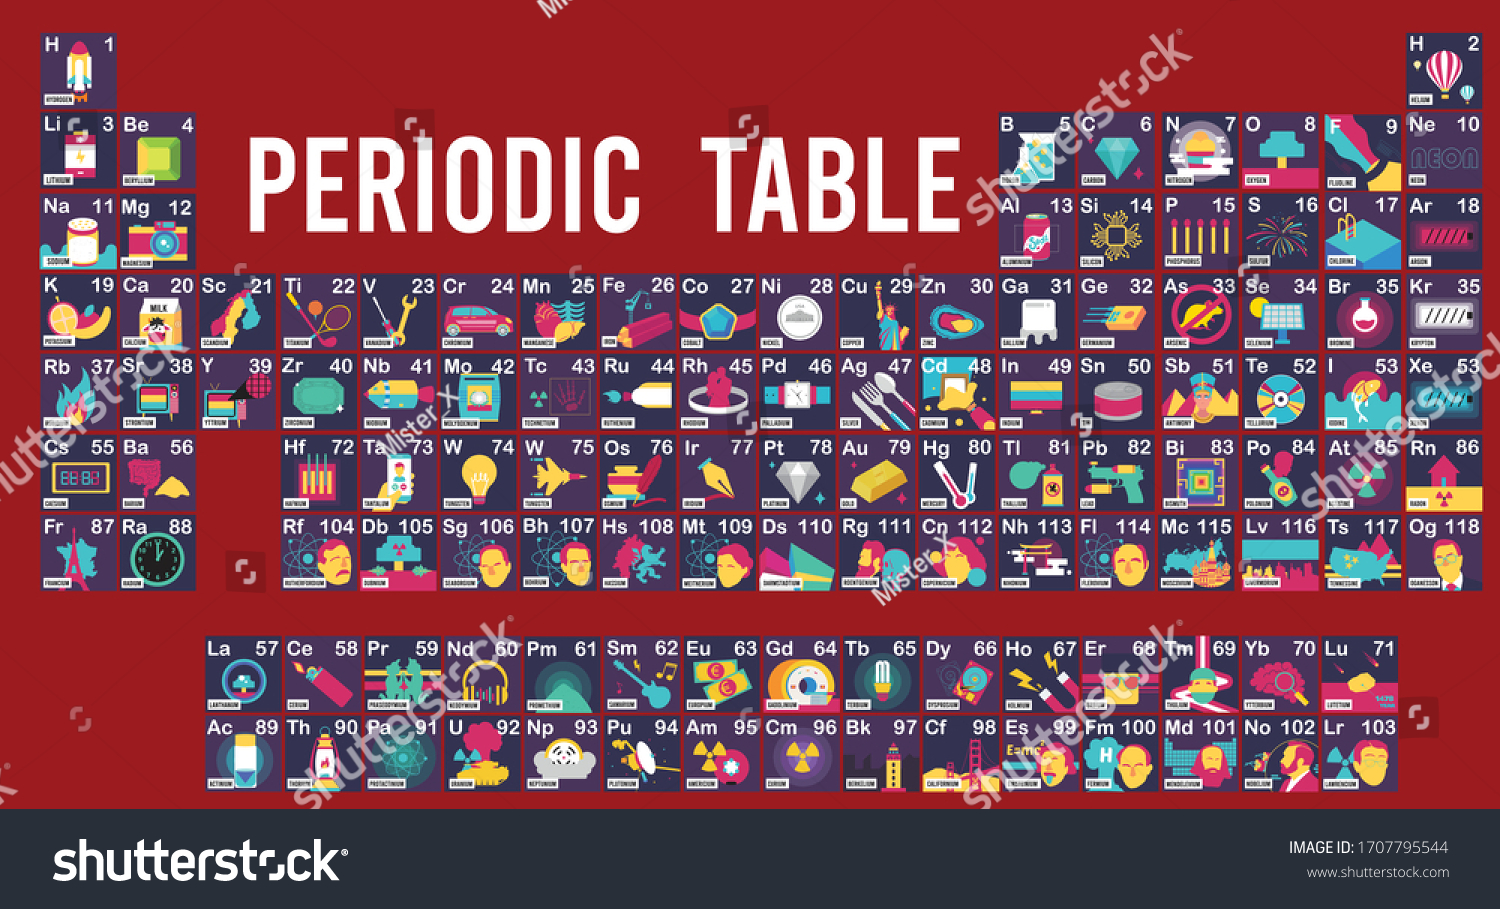 H 1 H 2
HYDROGEN HELIUM
Li 3 Be 4 B 5 C 6 N 7 O 8 F 9 Ne 10
PERIODIC TABLE
NEON
LITHIUM BERYLLIUM CARBON NITROGEN OXYGEN NEON
Na 11 Mg 12 Al 13 Si 14 P 15 S 16 Cl 17 Ar 18
SODIUM MAGNESIUM ALUMINIUM SILICON PHOSPHORUS SULFUR CHLORINE ARGON
K 19 Ca 20 Sc 21 Ti 22 V 23 Cr 24 Mn 25 Fe 26 Co 27 Ni 28 Cu 29 Zn 30 Ga 31 Ge 32 As 33 Se 34 Br 35 Kr 35
MILK
POTASSIUM CALCIUM SCANDIUM TITANIUM VANADIUM CHROMIUM MANGANESE IRON COBALT NICKEL COPPER ZINC GALLIUM GERMANIUM ARSENIC SELENIUM BROMINE KRYPTON
Rb 37 Sr 38 Y 39 Zr 40 Nb 41 Mo 42 Tc 43 Ru 44 Rh 45 Pd 46 Ag 47 Cd 48 In 49 Sn 50 Sb 51 Te 52 I 53 Xe 53
STRONTIUM YTTRIUM ZIRCONIUM NIOBIUM MOLYBDENUM TECHNETIUM RUTHENIUM RHODIUM PALLADIUM SILVER CADMIUM INDIUM TIN ANTIMONY TELLURIUM IODINE
Cs 55 Ba 56 Hf 72 Ta 73 W 74 W 75 Os 76 Ir 77 Pt 78 Au 79 Hg 80 Tl 81 Pb 82 Bi 83 Po 84 At 85 Rn 86
CAESIUM BARIUM HAFNIUM TANTALUM TUNGSTEN TUNGSTEN OSMIUM IRIDIUM PLATINUM GOLD MERCURY THALLIUM LEAD BISMUTH POLONIUM ASTATINE RADON
Fr 87 Ra 88 Rf 104 Db 105 Sg 106 Bh 107 Hs 108 Mt 109 Ds 110 Rg 111 Cn 112 Nh 113 Fl 114 Mc 115 Lv 116 Ts 117 Og 118
FRANCIUM RADIUM RUTHERFORDIUM DUBNIUM SEABORGIUM BOHRIUM HASSIUM MEITNERIUM DARMSTADTIUM ROENTGENIUM COPERNICIUM NIHONIUM FLEROVIUM MOSCOVIUM LIVERMORIUM TENNESSINE OGANESSON
La 57 Ce 58 Pr 59 Nd 60 Pm 61 Sm 62 Eu 63 Gd 64 Tb 65 Dy 66 Ho 67 Er 68 Tm 69 Yb 70 Lu 71
LANTHANUM CERIUM PRASEODYMIUM NEODYMIUM PROMETHIUM SAMARIUM EUROPIUM GADOLINIUM TERBIUM DYSPROSIUM HOLMIUM ERBIUM THULIUM YTTERBIUM LUTETIUM
Ac 89 Th 90 Pa 91 U 92 Np 93 Pu 94 Am 95 Cm 96 Bk 97 Cf 98 Es 99 Fm 100 Md 101 No 102 Lr 103
E=mc²
H
ACTINIUM THORIUM PROTACTINIUM URANIUM NEPTUNIUM PLUTONIUM AMERICIUM CURIUM BERKELIUM CALIFORNIUM EINSTEINIUM FERMIUM MENDELEVIUM NOBELIUM LAWRENCIUM
shutterstock
Mister_X
shutterstock
IMAGE ID: 1707795544
www.shutterstock.com